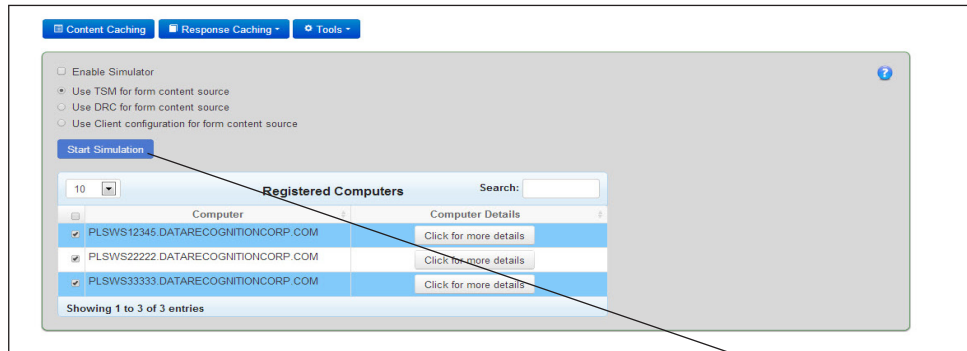 Content Caching Response Caching Tools
Enable Simulator
Use TSM for form content source
Use DRC for form content source
Use Client configuration for form content source
Start Simulation
10 Registered Computers Search:
Computer Computer Details
PLSWS12345.DATARECOGNITIONCORP.COM Click for more details
PLSWS22222.DATARECOGNITIONCORP.COM Click for more details
PLSWS33333.DATARECOGNITIONCORP.COM Click for more details
Showing 1 to 3 of 3 entries